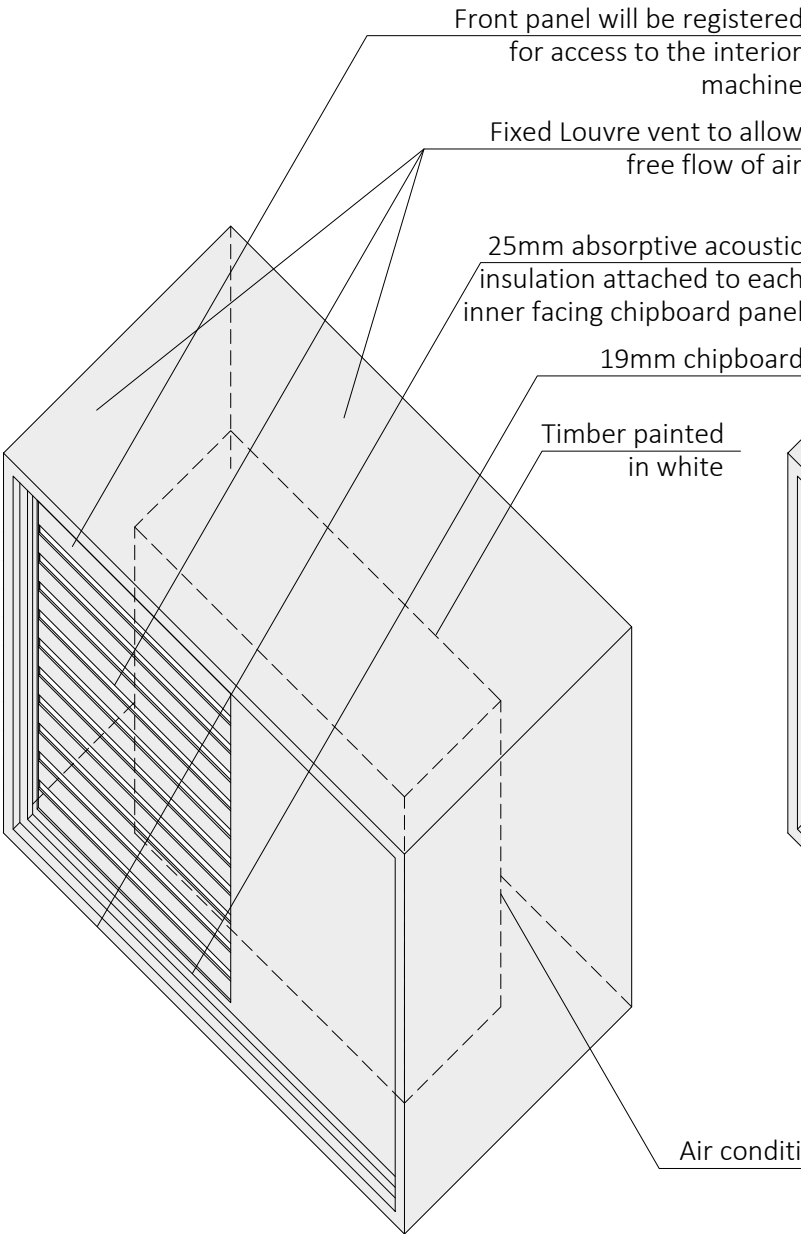 Front panel will be registered
for access to the interior
machine
Fixed Louvre vent to allow
free flow of air
25mm absorptive acoustic
insulation attached to each
inner facing chipboard panel
19mm chipboard
Timber painted
in white
Air conditi